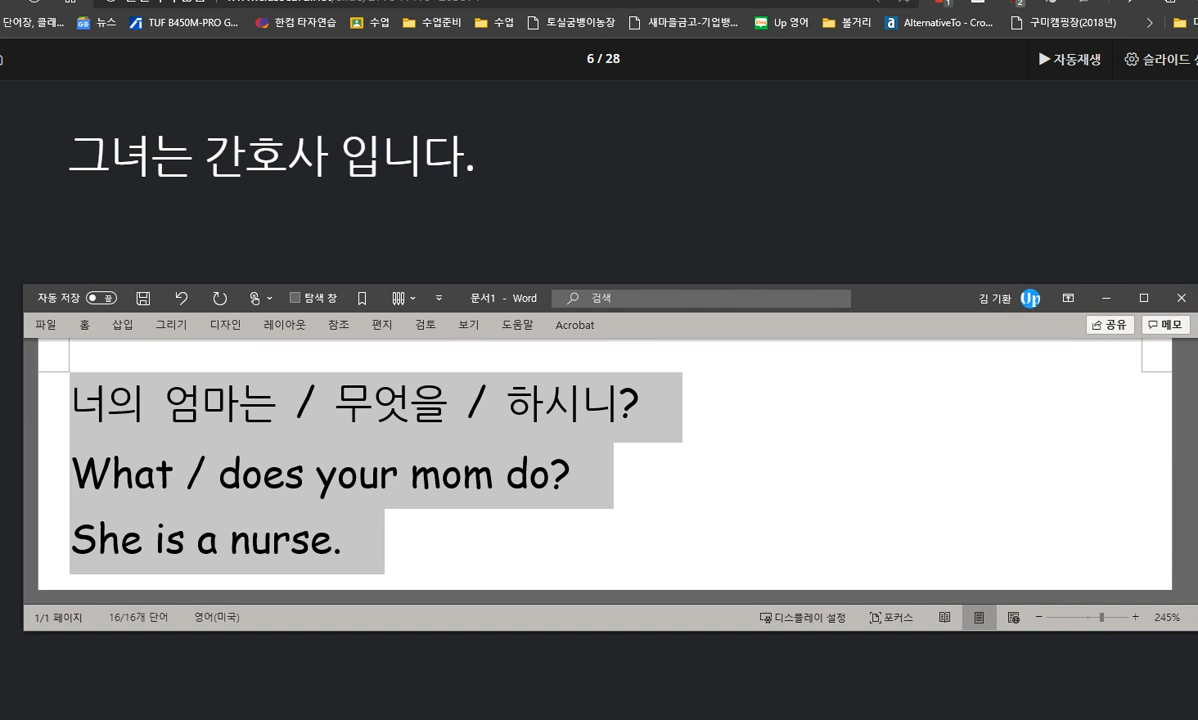 단어장, 클래...
뉴스
TUF B450M-PRO G...
한컴 타자연습
수업
수업준비
수업
토실굼뱅이농장
새마을금고-기업뱅...
Up 영어
볼거리
AlternativeTo - Cro...
구미캠핑장(2018년)
6 / 28
▶ 자동재생
슬라이드
그녀는 간호사 입니다.
자동 저장 끔
탐색 창
문서1 - Word
검색
김 기환
Up
파일 홈 삽입 그리기 디자인 레이아웃 참조 편지 검토 보기 도움말 Acrobat
공유
메모
너의 엄마는 / 무엇을 / 하시니?
What / does your mom do?
She is a nurse.
1/1 페이지
16/16개 단어
영어(미국)
디스플레이 설정
포커스
245%